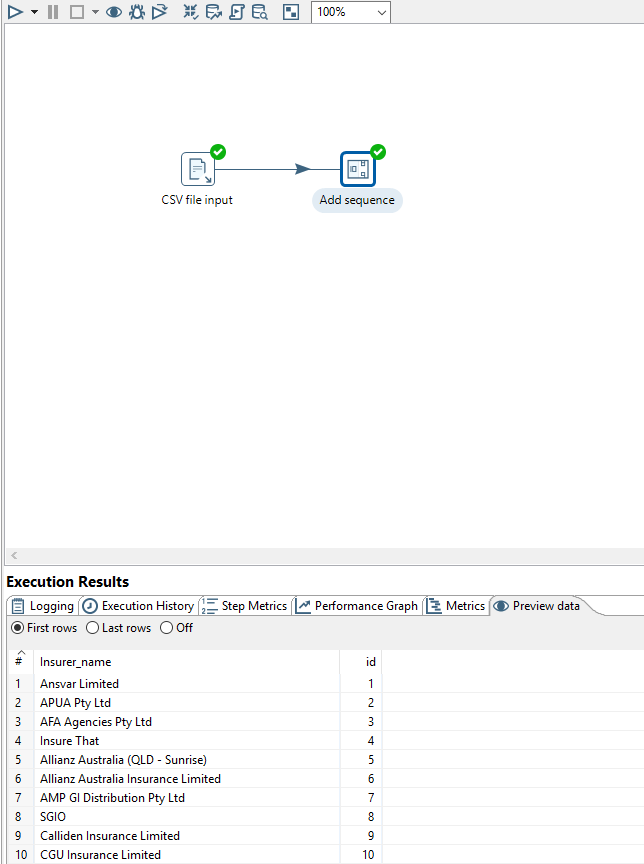 100%
CSV file input
Add sequence
Execution Results
Logging Execution History Step Metrics Performance Graph Metrics Preview data
First rows Last rows Off
# Insurer_name id
1 Ansvar Limited 1
2 APUA Pty Ltd 2
3 AFA Agencies Pty Ltd 3
4 Insure That 4
5 Allianz Australia (QLD - Sunrise) 5
6 Allianz Australia Insurance Limited 6
7 AMP GI Distribution Pty Ltd 7
8 SGIO 8
9 Calliden Insurance Limited 9
10 CGU Insurance Limited 10